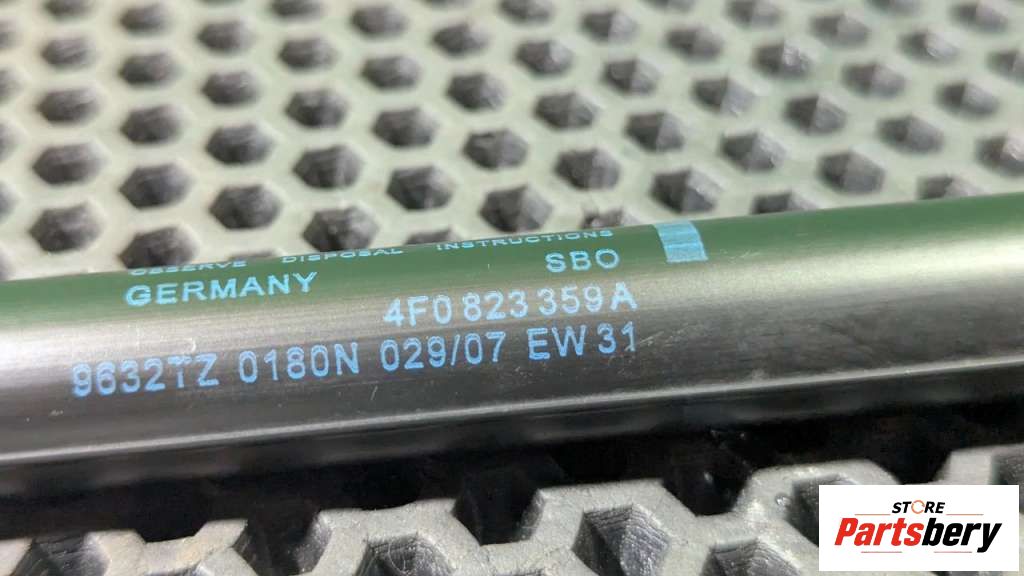 OBSERVE DISPOSAL INSTRUCTIONS
GERMANY SBO
4F0 823 359 A
9632TZ 0180N 029/07 EW 31
STORE
Partsbery